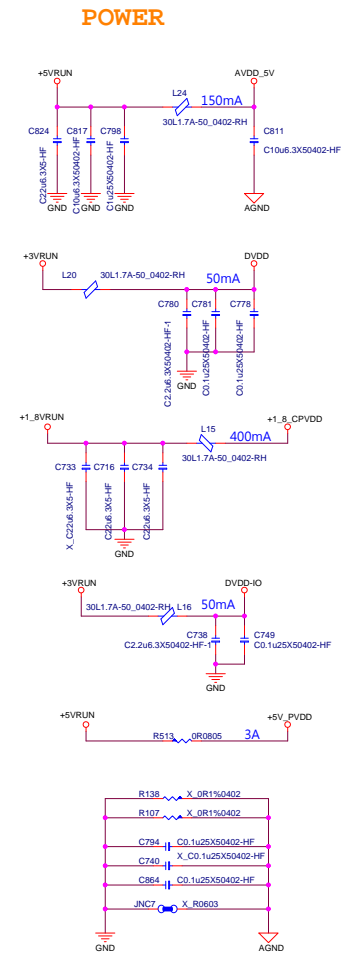 POWER
+5VRUN
L24
150mA
AVDD_5V
30L1.7A-50_0402-RH
C824
C817
C798
C811
C22u6.3X5-HF
C10u6.3X50402-HF
C1u25X50402-HF
C10u6.3X50402-HF
GND
GND
GND
AGND
+3VRUN
L20
30L1.7A-50_0402-RH
50mA
DVDD
C780
C781
C778
C2.2u6.3X50402-HF-1
C0.1u25X50402-HF
C0.1u25X50402-HF
GND
+1_8VRUN
L15
400mA
+1_8_CPVDD
30L1.7A-50_0402-RH
C733
C716
C734
X_C22u6.3X5-HF
C22u6.3X5-HF
C22u6.3X5-HF
GND
+3VRUN
30L1.7A-50_0402-RH
L16
50mA
DVDD-IO
C738
C2.2u6.3X50402-HF-1
C749
C0.1u25X50402-HF
GND
+5VRUN
R513
0R0805
3A
+5V_PVDD
R138
X_0R1%0402
R107
X_0R1%0402
C794
C0.1u25X50402-HF
C740
X_C0.1u25X50402-HF
C864
C0.1u25X50402-HF
JNC7
X_R0603
GND
AGND